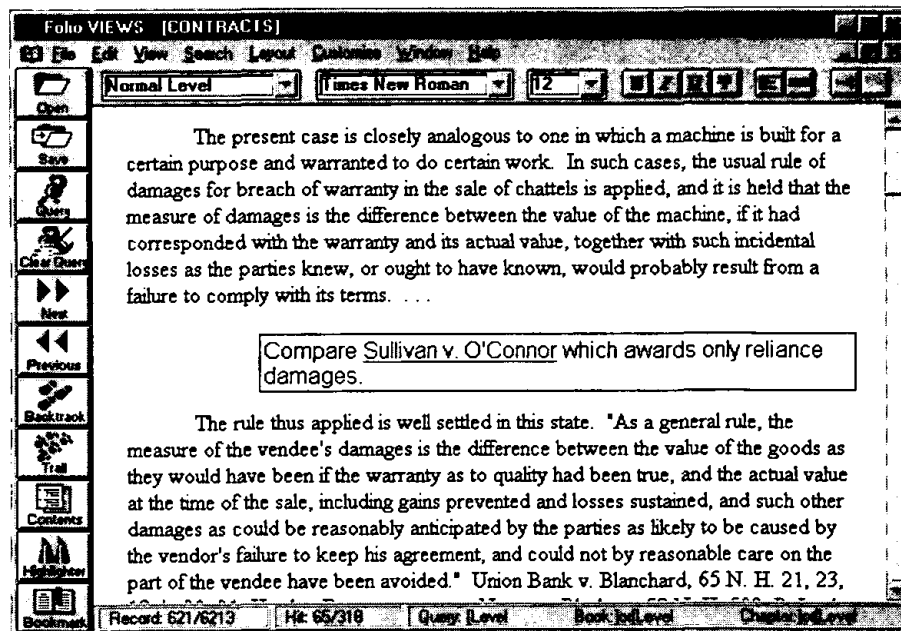 Folio VIEWS [CONTRACTS]
File Edit View Search Layout Customize Window Help
Normal Level Times New Roman 12
Open
Save
Query
Clear Query
Next
Previous
Backtrack
Trail
Contents
Highlighter
Bookmark
The present case is closely analogous to one in which a machine is built for a
certain purpose and warranted to do certain work. In such cases, the usual rule of
damages for breach of warranty in the sale of chattels is applied, and it is held that the
measure of damages is the difference between the value of the machine, if it had
corresponded with the warranty and its actual value, together with such incidental
losses as the parties knew, or ought to have known, would probably result from a
failure to comply with its terms. . . .
Compare Sullivan v. O'Connor which awards only reliance
damages.
The rule thus applied is well settled in this state. "As a general rule, the
measure of the vendee's damages is the difference between the value of the goods as
they would have been if the warranty as to quality had been true, and the actual value
at the time of the sale, including gains prevented and losses sustained, and such other
damages as could be reasonably anticipated by the parties as likely to be caused by
the vendor's failure to keep his agreement, and could not by reasonable care on the
part of the vendee have been avoided." Union Bank v. Blanchard, 65 N. H. 21, 23,
Record: 621/6213 Hit: 65/318 Query: [Level Book:]od[Level Chapter:]od[Level